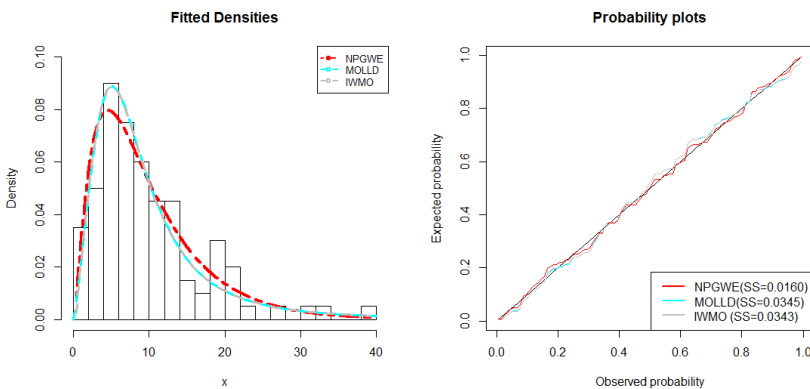 Fitted Densities
NPGWE
MOLLD
IWMO
Density
0.00
0.02
0.04
0.06
0.08
0.10
0
10
20
30
40
x
Probability plots
Expected probability
0.0
0.2
0.4
0.6
0.8
1.0
NPGWE(SS=0.0160)
MOLLD(SS=0.0345)
IWMO (SS=0.0343)
0.0
0.2
0.4
0.6
0.8
1.0
Observed probability